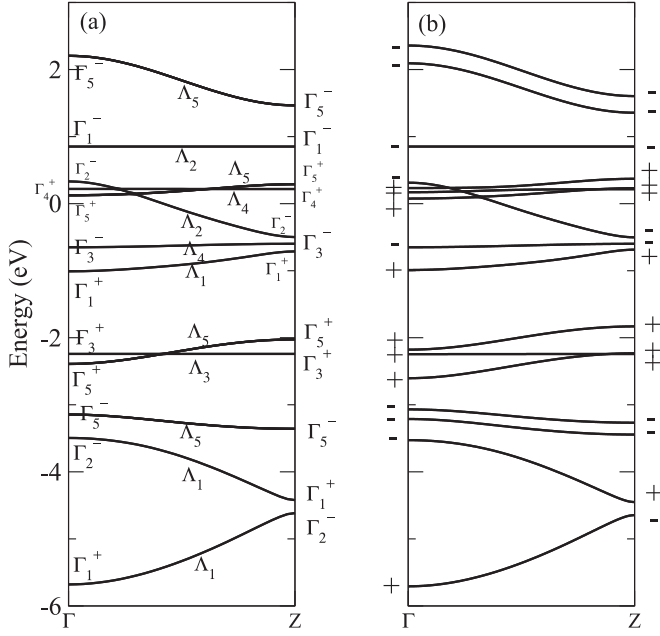 (a)
(b)
Energy (eV)
2
0
-2
-4
-6
Γ
Z
Γ
Z
Γ₅⁻
Λ₅
Γ₅⁻
Γ₁⁻
Λ₂
Γ₁⁻
Γ₂⁻
Λ₅
Γ₅⁺
Γ₄⁺
Λ₄
Γ₄⁺
Γ₅⁺
Λ₂
Γ₂⁻
Γ₃⁻
Λ₄
Γ₃⁻
Γ₁⁺
Λ₁
Γ₁⁺
Γ₃⁺
Λ₅
Γ₅⁺
Γ₅⁺
Λ₃
Γ₃⁺
Γ₅⁻
Λ₅
Γ₅⁻
Γ₂⁻
Λ₁
Γ₁⁺
Γ₂⁻
Γ₁⁺
Λ₁
-
-
-
-
+
+
+
-
+
+
+
+
-
-
-
+
-
-
-
+
+
+
-
-
+
+
+
+
-
-
+
-